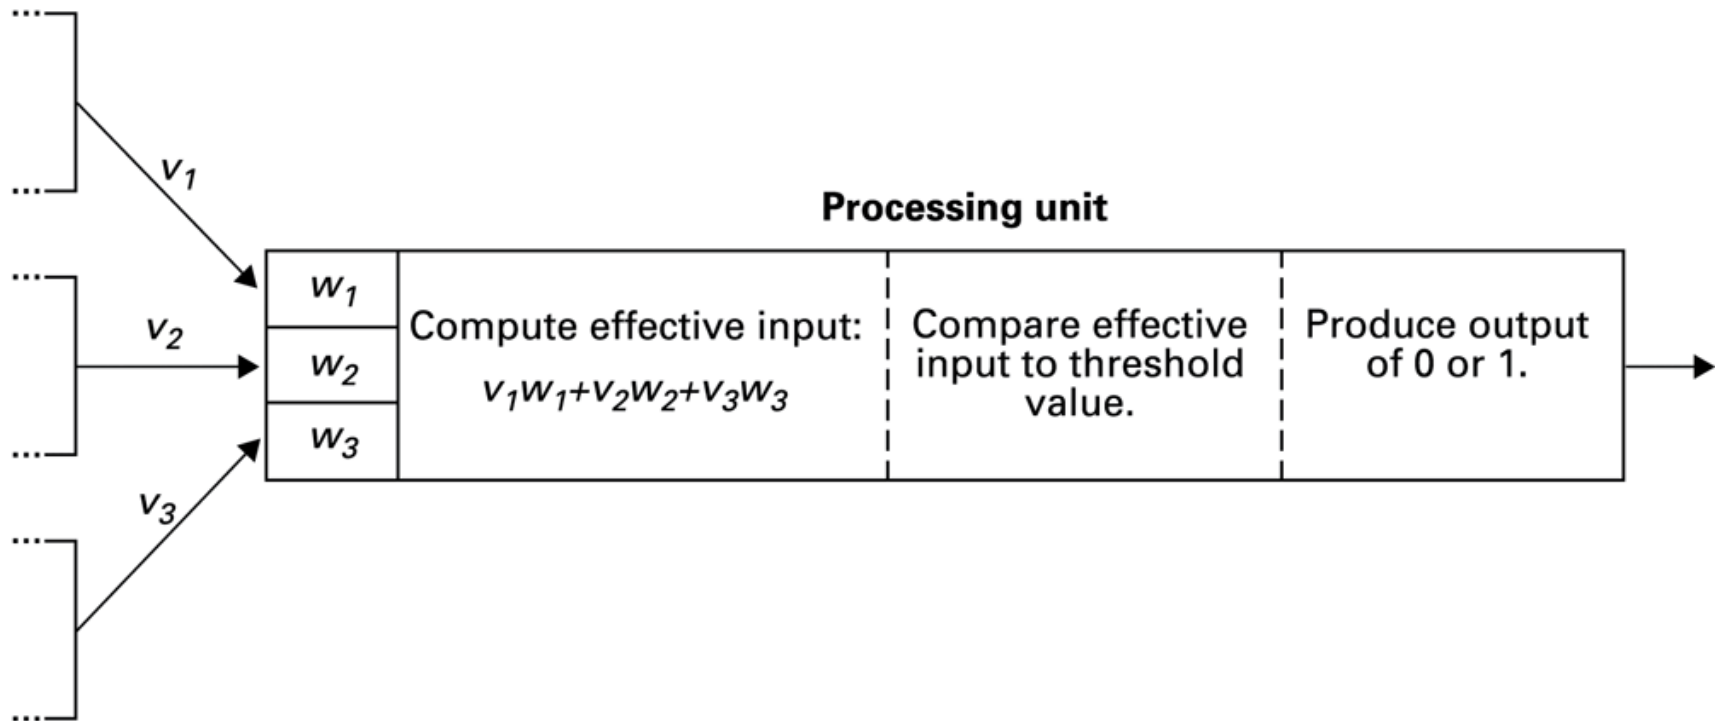 v₁
v₂
v₃
Processing unit
w₁
w₂
w₃
Compute effective input:
v₁w₁+v₂w₂+v₃w₃
Compare effective
input to threshold
value.
Produce output
of 0 or 1.